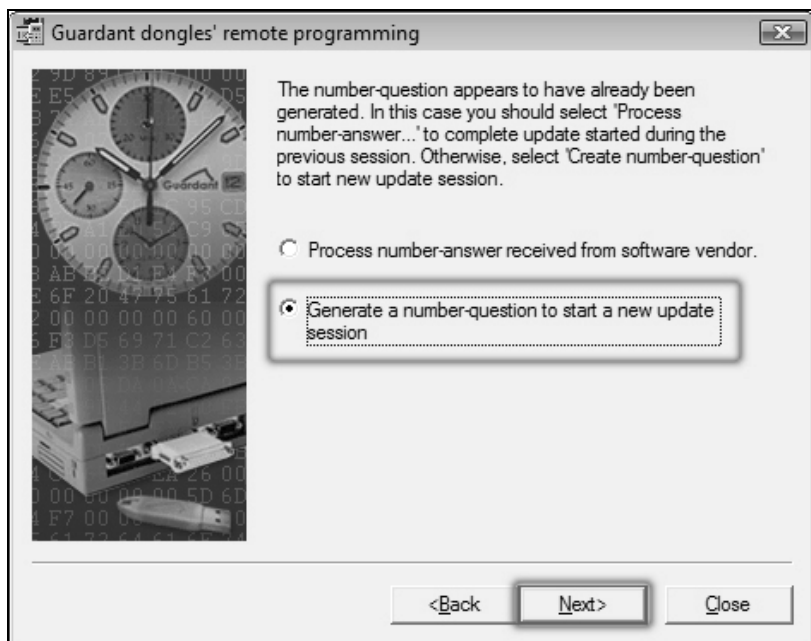 Guardant dongles' remote programming
The number-question appears to have already been
generated. In this case you should select 'Process
number-answer...' to complete update started during the
previous session. Otherwise, select 'Create number-question'
to start new update session.
Process number-answer received from software vendor.
Generate a number-question to start a new update
session
Guardant 12
<Back
Next>
Close